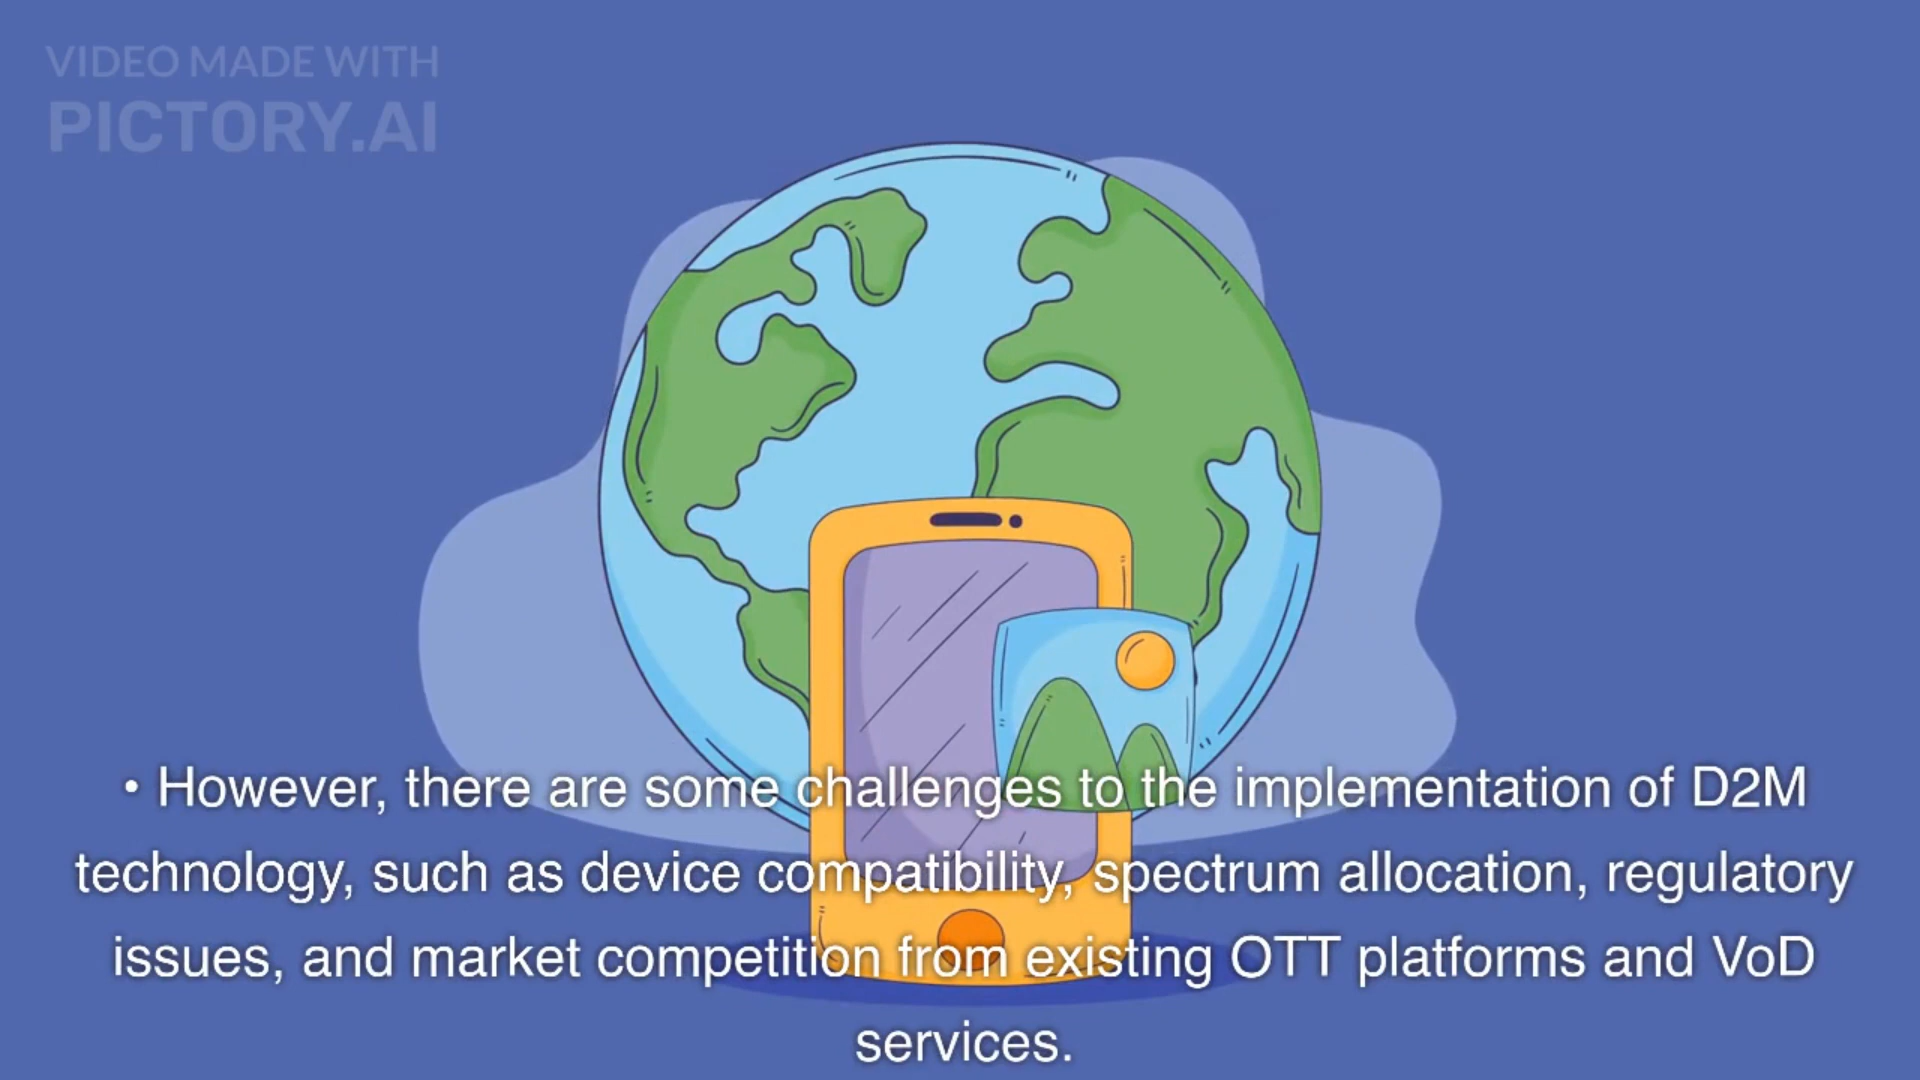 VIDEO MADE WITH
PICTORY.AI
• However, there are some challenges to the implementation of D2M
technology, such as device compatibility, spectrum allocation, regulatory
issues, and market competition from existing OTT platforms and VoD
services.